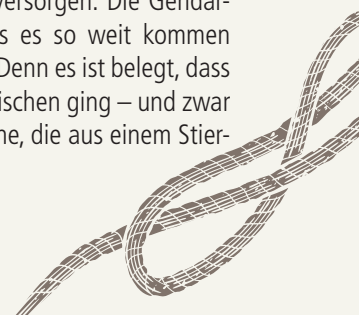 versorgen. Die Gendar-
s es so weit kommen
Denn es ist belegt, dass
ischen ging – und zwar
ne, die aus einem Stier-